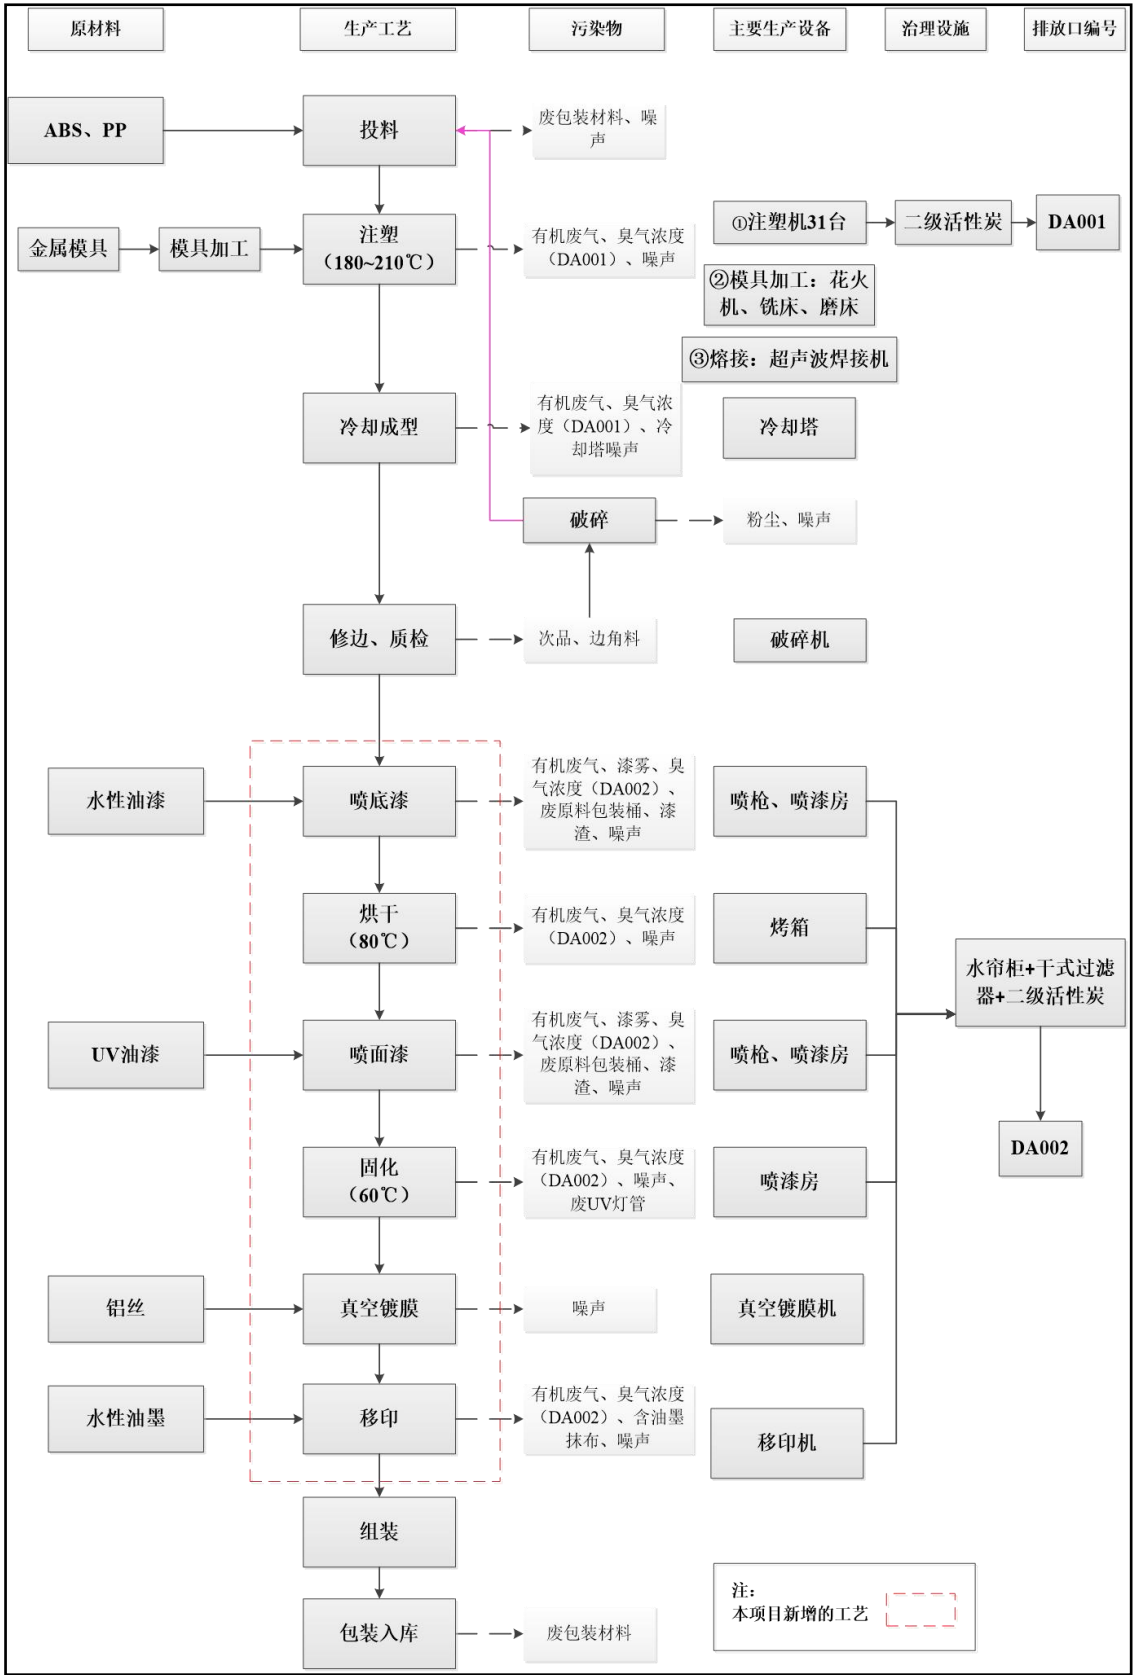 原材料
生产工艺
污染物
主要生产设备
治理设施
排放口编号
ABS、PP
投料
废包装材料、噪
声
金属模具
模具加工
注塑
（180~210℃）
有机废气、臭气浓度
（DA001）、噪声
①注塑机31台
二级活性炭
DA001
②模具加工：花火
机、铣床、磨床
③熔接：超声波焊接机
冷却成型
有机废气、臭气浓
度（DA001）、冷
却塔噪声
冷却塔
破碎
粉尘、噪声
修边、质检
次品、边角料
破碎机
水性油漆
喷底漆
有机废气、漆雾、臭
气浓度（DA002）、
废原料包装桶、漆
渣、噪声
喷枪、喷漆房
烘干
（80℃）
有机废气、臭气浓度
（DA002）、噪声
烤箱
水帘柜+干式过滤
器+二级活性炭
UV油漆
喷面漆
有机废气、漆雾、臭
气浓度（DA002）、
废原料包装桶、漆
渣、噪声
喷枪、喷漆房
DA002
固化
（60℃）
有机废气、臭气浓度
（DA002）、噪声、
废UV灯管
喷漆房
铝丝
真空镀膜
噪声
真空镀膜机
水性油墨
移印
有机废气、臭气浓度
（DA002）、含油墨
抹布、噪声
移印机
组装
包装入库
废包装材料
注：
本项目新增的工艺